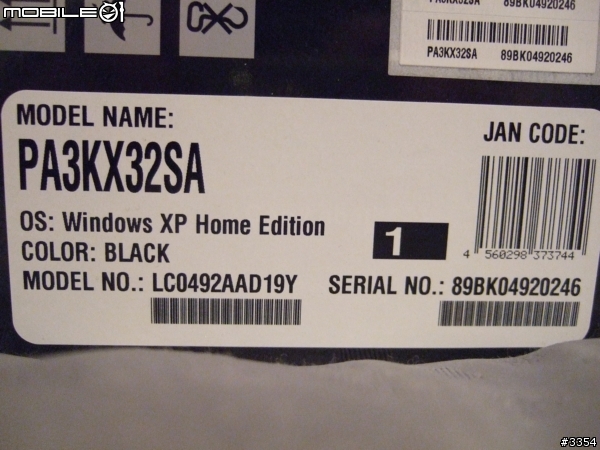 MOBILE01
PA3KX32SA 89BK04920246
PA3KX32SA 89BK04920246
MODEL NAME:
PA3KX32SA
JAN CODE:
4 560298 373744
OS: Windows XP Home Edition
1
COLOR: BLACK
MODEL NO.: LC0492AAD19Y
SERIAL NO.: 89BK04920246
#3354